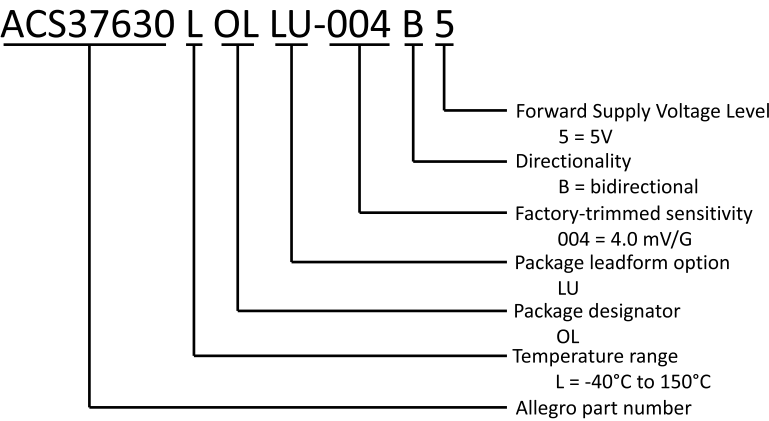 ACS37630 L OL LU-004 B 5
Forward Supply Voltage Level
5 = 5V
Directionality
B = bidirectional
Factory-trimmed sensitivity
004 = 4.0 mV/G
Package leadform option
LU
Package designator
OL
Temperature range
L = -40°C to 150°C
Allegro part number